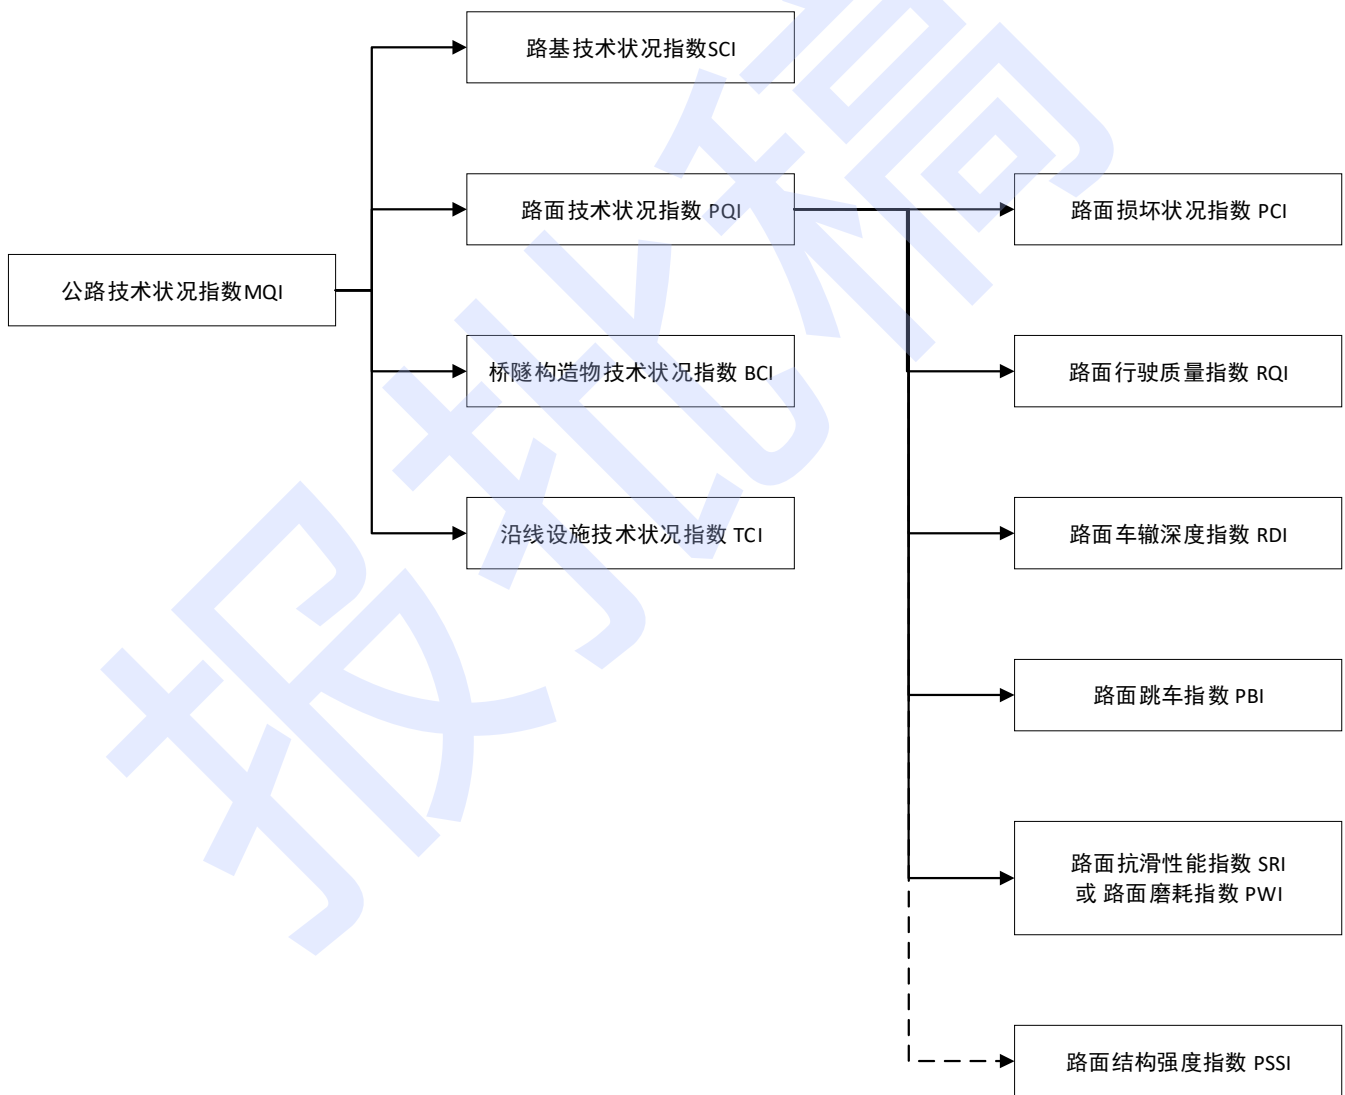 路基技术状况指数SCI
路面技术状况指数 PQI
路面损坏状况指数 PCI
公路技术状况指数MQI
桥隧构造物技术状况指数 BCI
路面行驶质量指数 RQI
沿线设施技术状况指数 TCI
路面车辙深度指数 RDI
路面跳车指数 PBI
路面抗滑性能指数 SRI
或 路面磨耗指数 PWI
路面结构强度指数 PSSI
报批稿